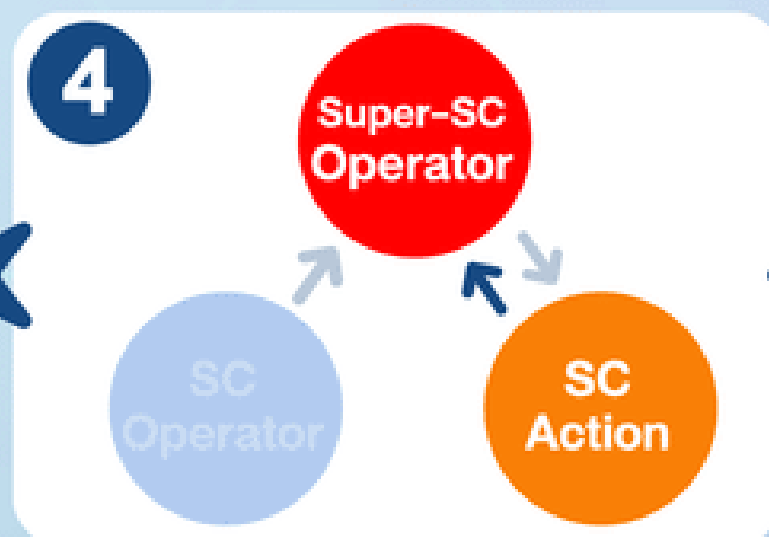 4
Super-SC
Operator
SC
Operator
SC
Action